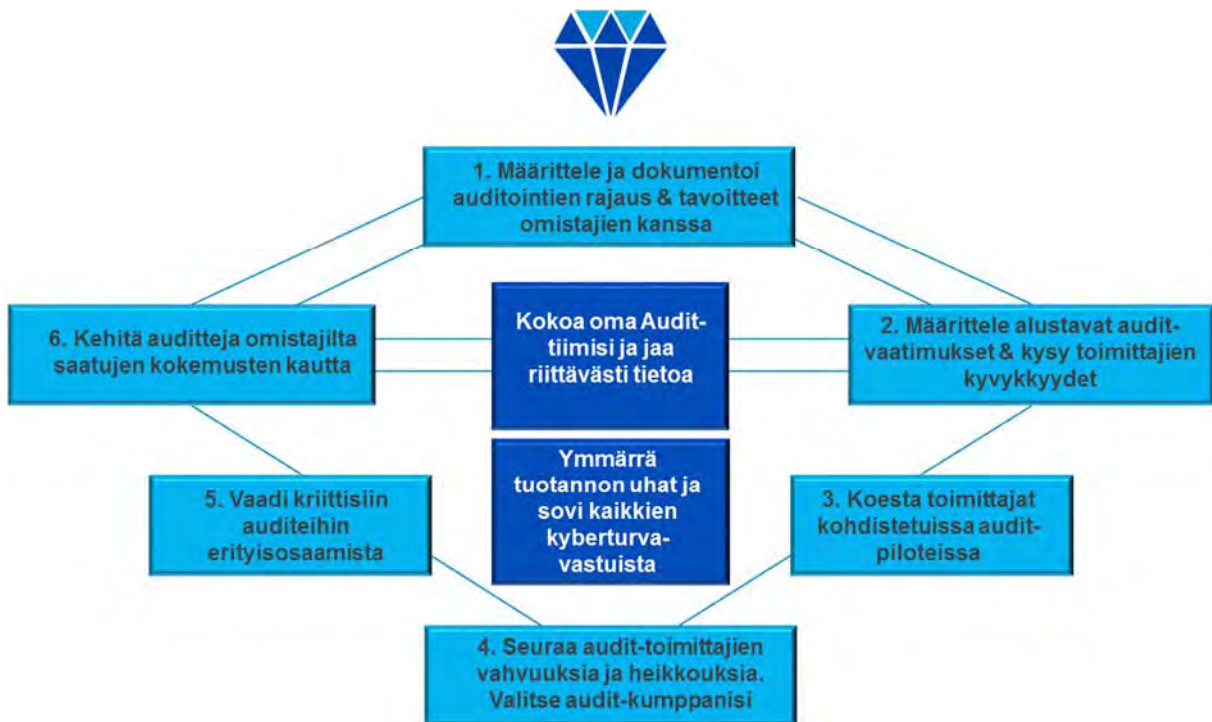 1. Määrittele ja dokumentoi
auditointien rajaus & tavoitteet
omistajien kanssa
6. Kehitä auditteja omistajilta
saatujen kokemusten kautta
Kokoa oma Audit-
tiimisi ja jaa
riittävästi tietoa
2. Määrittele alustavat audit-
vaatimukset & kysy toimittajien
kyvykkyydet
5. Vaadi kriittisiin
auditeihin
erityisosaamista
Ymmärrä
tuotannon uhat ja
sovi kaikkien
kyberturva-
vastuista
3. Koesta toimittajat
kohdistetuissa audit-
piloteissa
4. Seuraa audit-toimittajien
vahvuuksia ja heikkouksia.
Valitse audit-kumppanisi